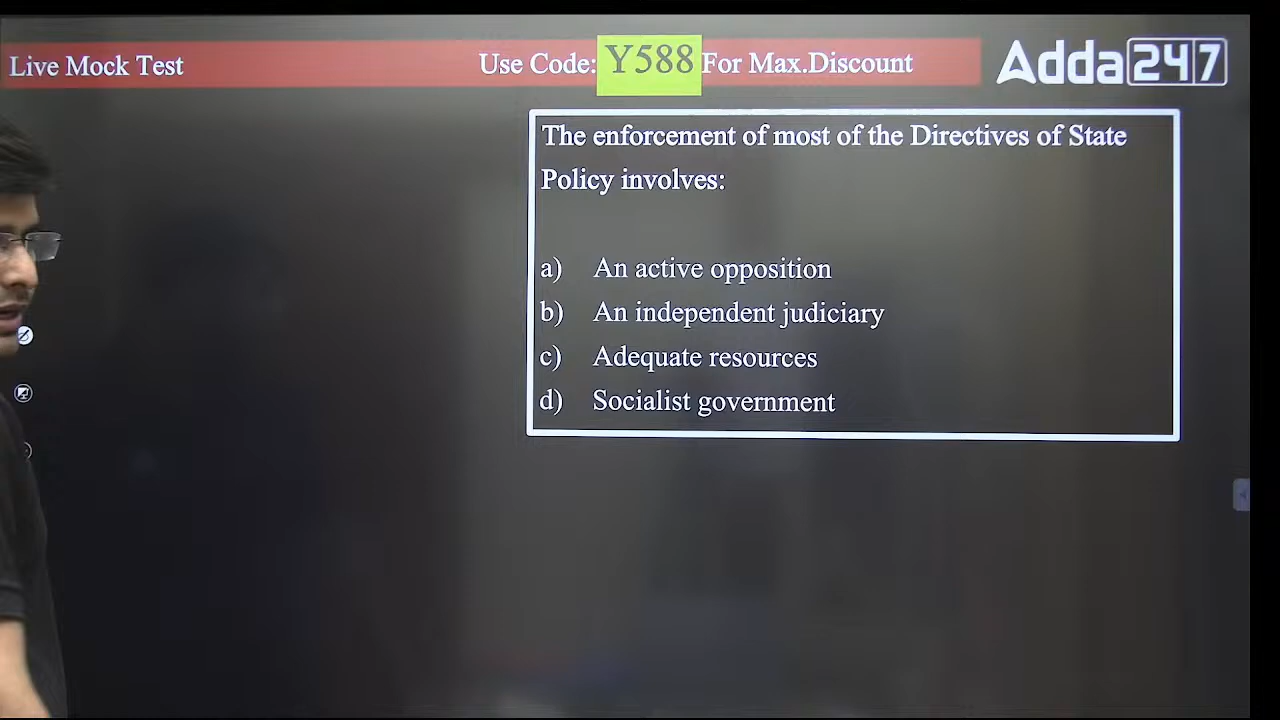 Live Mock Test
Use Code: Y588 For Max.Discount
Adda247
The enforcement of most of the Directives of State
Policy involves:
a) An active opposition
b) An independent judiciary
c) Adequate resources
d) Socialist government